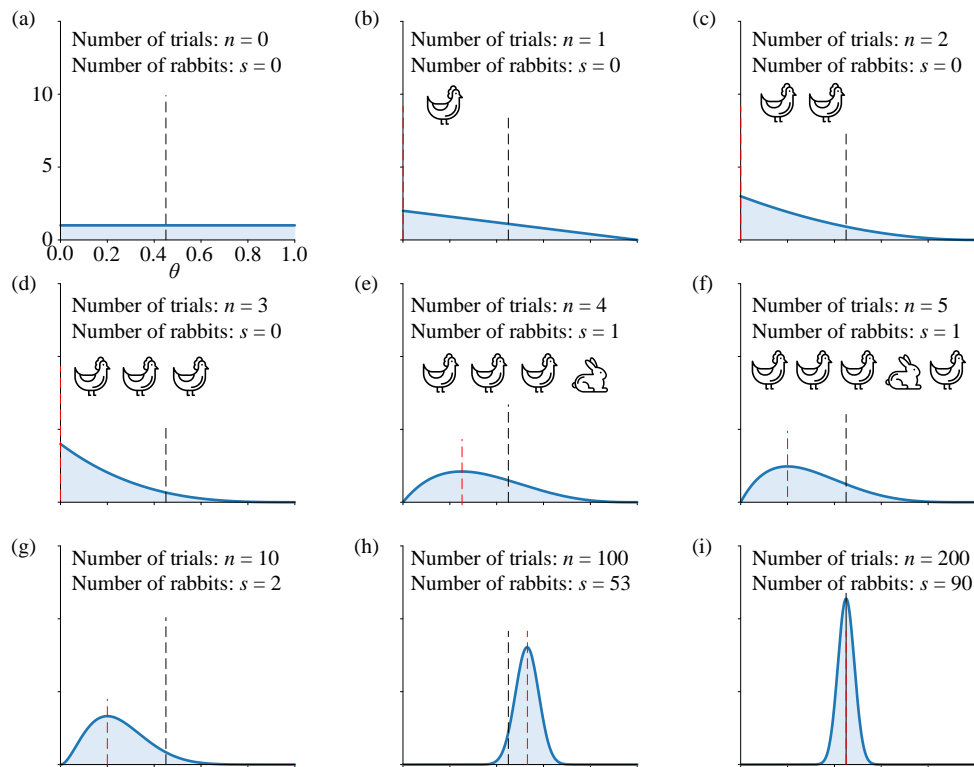 (a)
Number of trials: n = 0
Number of rabbits: s = 0
10
5
0
0.0 0.2 0.4 0.6 0.8 1.0
θ
(b)
Number of trials: n = 1
Number of rabbits: s = 0
(c)
Number of trials: n = 2
Number of rabbits: s = 0
(d)
Number of trials: n = 3
Number of rabbits: s = 0
(e)
Number of trials: n = 4
Number of rabbits: s = 1
(f)
Number of trials: n = 5
Number of rabbits: s = 1
(g)
Number of trials: n = 10
Number of rabbits: s = 2
(h)
Number of trials: n = 100
Number of rabbits: s = 53
(i)
Number of trials: n = 200
Number of rabbits: s = 90